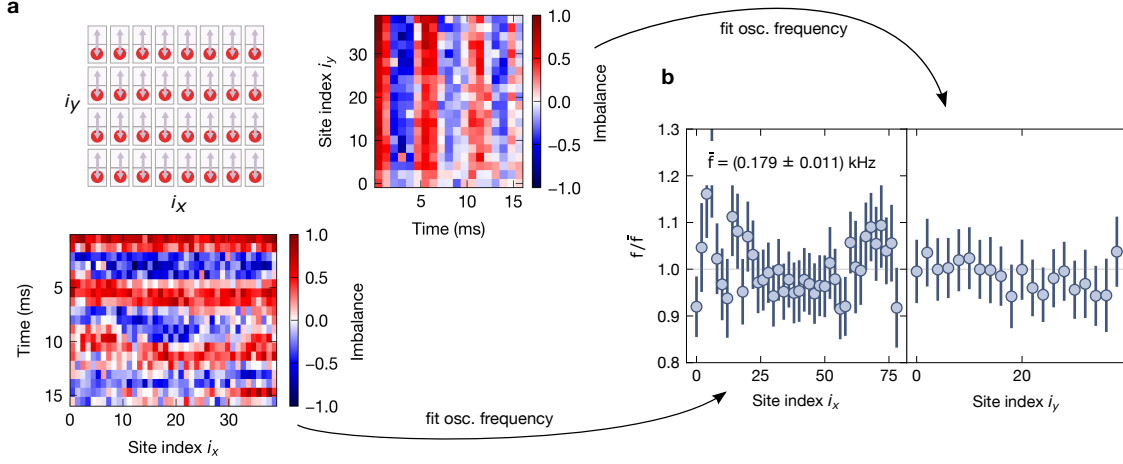 a
i_y
i_x
Site index i_y
30
20
10
0
5
10
15
Time (ms)
1.0
0.5
0.0
−0.5
−1.0
Imbalance
fit osc. frequency
Time (ms)
5
10
15
0
10
20
30
Site index i_x
1.0
0.5
0.0
−0.5
−1.0
Imbalance
fit osc. frequency
b
f/f̄
1.3
1.2
1.1
1.0
0.9
0.8
f̄ = (0.179 ± 0.011) kHz
0
25
50
75
Site index i_x
0
20
Site index i_y